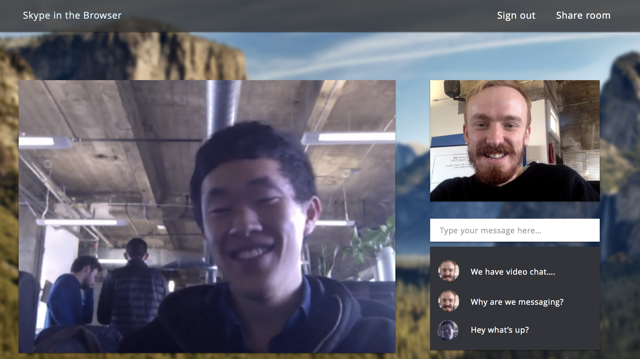 Skype in the Browser
Sign out
Share room
Type your message here...
We have video chat....
Why are we messaging?
Hey what's up?